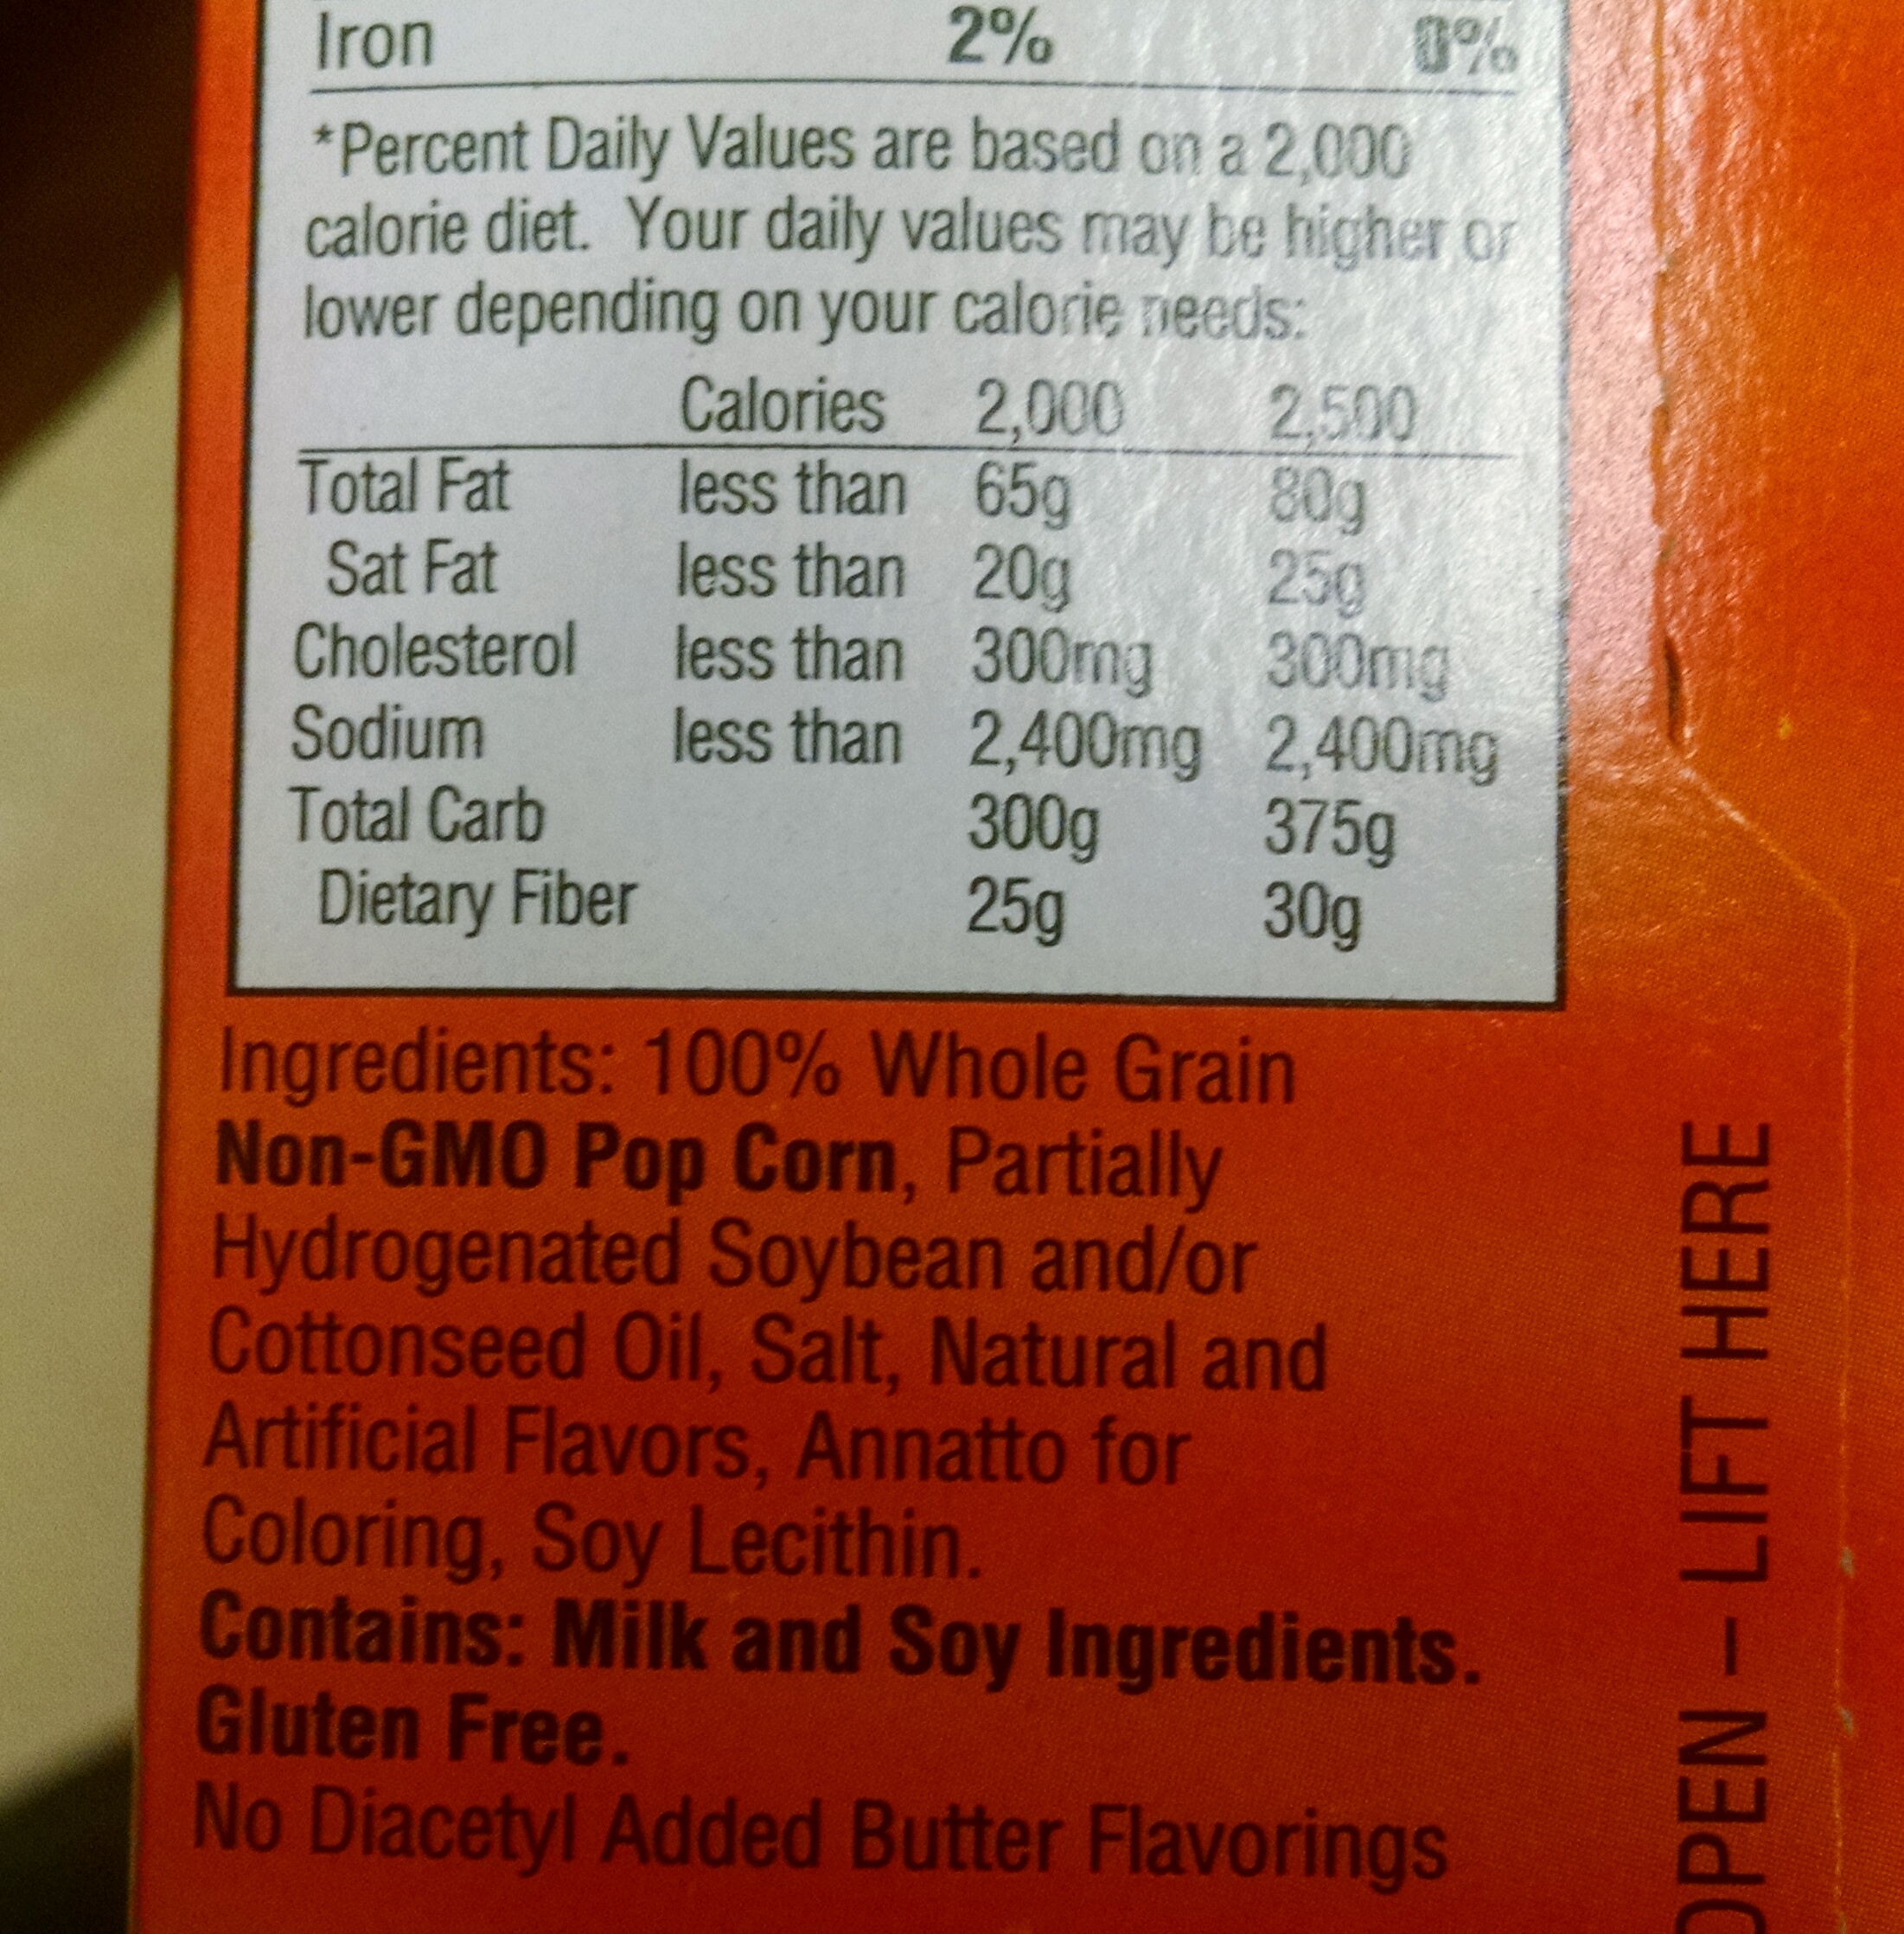 Iron 2% 0%
*Percent Daily Values are based on a 2,000
calorie diet. Your daily values may be higher or
lower depending on your calorie needs:
Calories 2,000 2,500
Total Fat less than 65g 80g
Sat Fat less than 20g 25g
Cholesterol less than 300mg 300mg
Sodium less than 2,400mg 2,400mg
Total Carb 300g 375g
Dietary Fiber 25g 30g
Ingredients: 100% Whole Grain
Non-GMO Pop Corn, Partially
Hydrogenated Soybean and/or
Cottonseed Oil, Salt, Natural and
Artificial Flavors, Annatto for
Coloring, Soy Lecithin.
Contains: Milk and Soy Ingredients.
Gluten Free.
No Diacetyl Added Butter Flavorings
OPEN – LIFT HERE